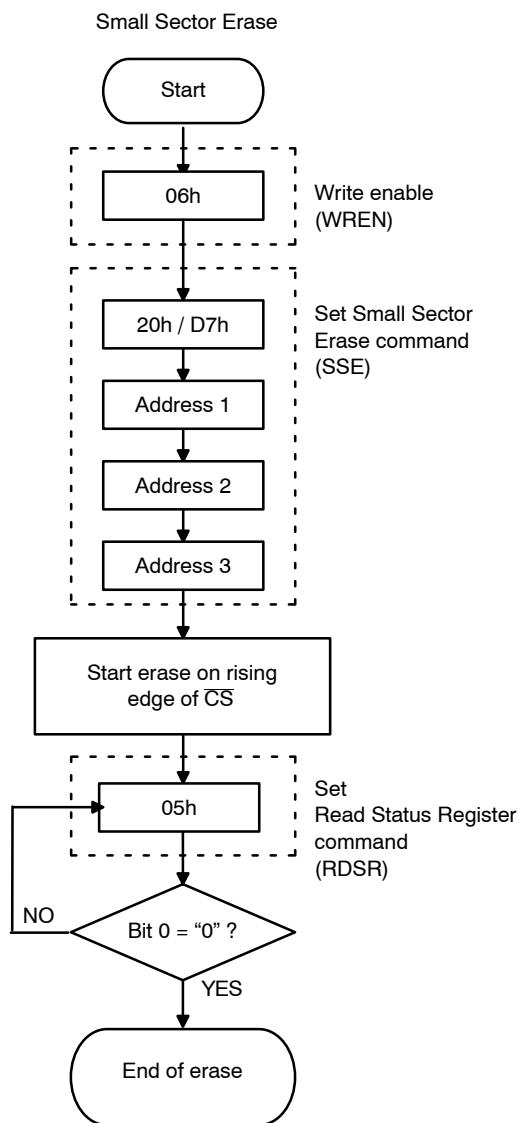 Small Sector Erase
Start
06h
Write enable
(WREN)
20h / D7h
Set Small Sector
Erase command
(SSE)
Address 1
Address 2
Address 3
Start erase on rising
edge of C̅S̅
05h
Set
Read Status Register
command
(RDSR)
NO
Bit 0 = “0” ?
YES
End of erase